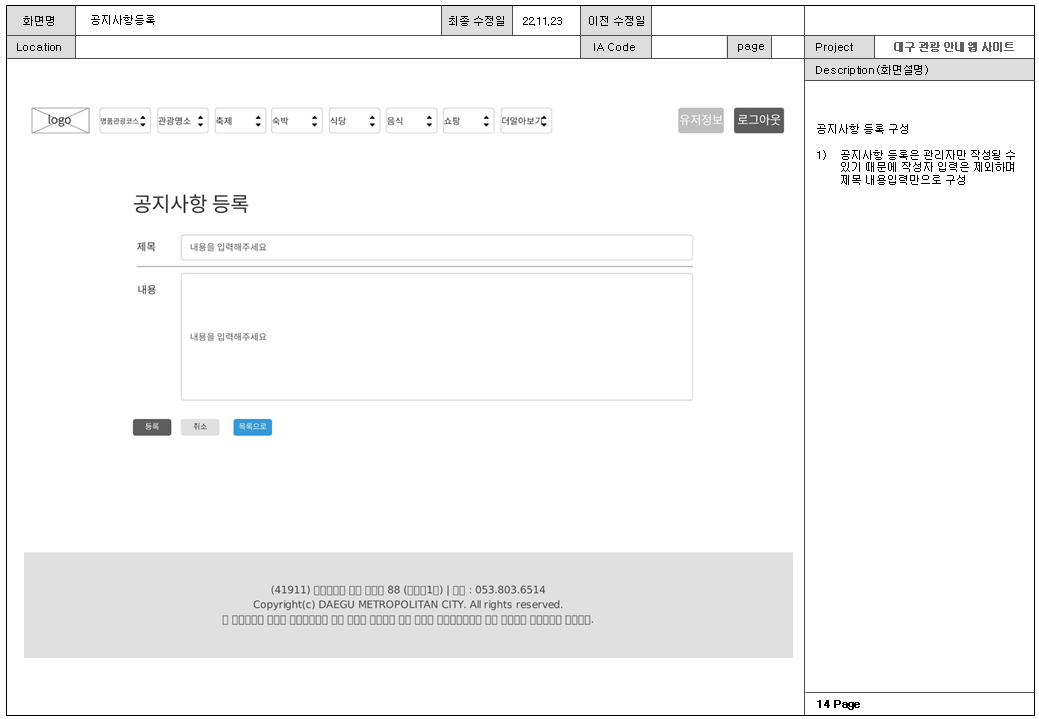 화면명 공지사항등록 최종 수정일 22.11.23 이전 수정일
Location IA Code page Project 대구 관광 안내 웹 사이트
Description(화면설명)
logo 명품관광코스 관광명소 축제 숙박 식당 음식 쇼핑 더알아보기 유저정보 로그아웃
공지사항 등록 구성
1) 공지사항 등록은 관리자만 작성될 수
있기 때문에 작성자 입력은 제외하며
제목 내용입력만으로 구성
공지사항 등록
제목 내용을 입력해주세요
내용
내용을 입력해주세요
등록 취소 목록으로
(41911) 88 ( 1 ) | : 053.803.6514
Copyright(c) DAEGU METROPOLITAN CITY. All rights reserved.
14 Page